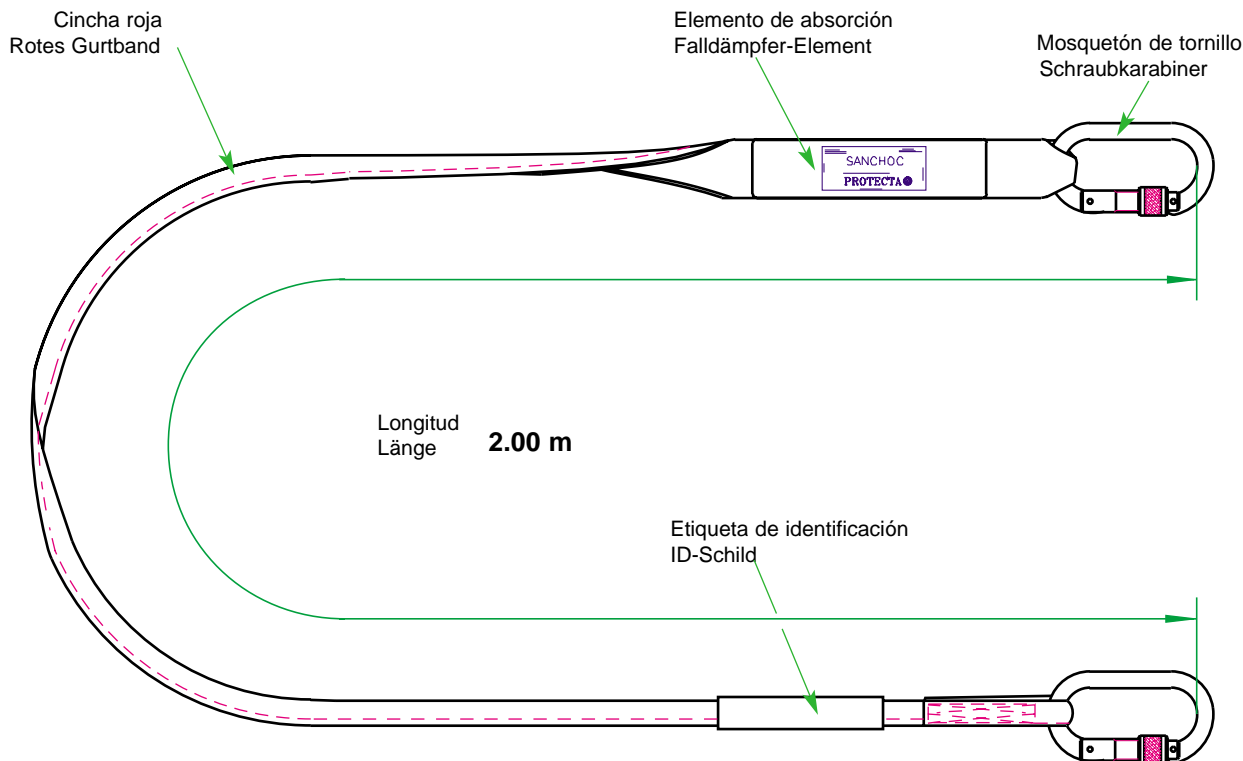 Cincha roja
Rotes Gurtband
Elemento de absorción
Falldämpfer-Element
Mosquetón de tornillo
Schraubkarabiner
SANCHOC
PROTECTA
Longitud
Länge
2.00 m
Etiqueta de identificación
ID-Schild